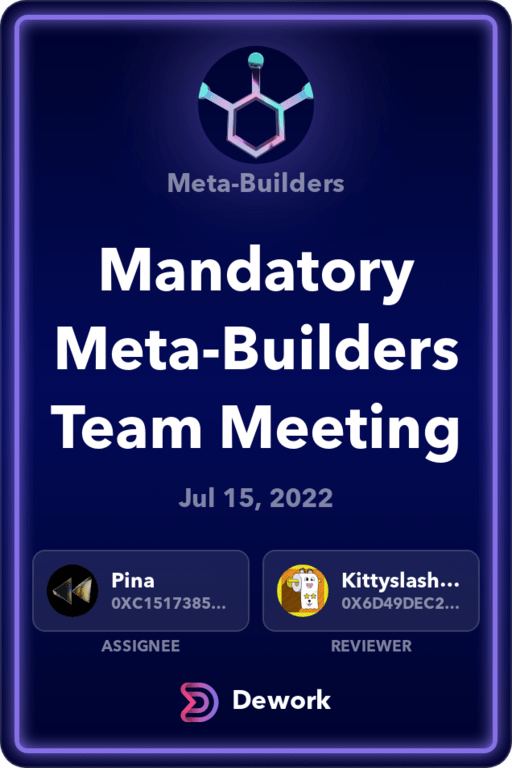 Meta-Builders
Mandatory
Meta-Builders
Team Meeting
Jul 15, 2022
Pina
0XC1517385...
Kittyslash...
0X6D49DEC2...
ASSIGNEE
REVIEWER
Dework